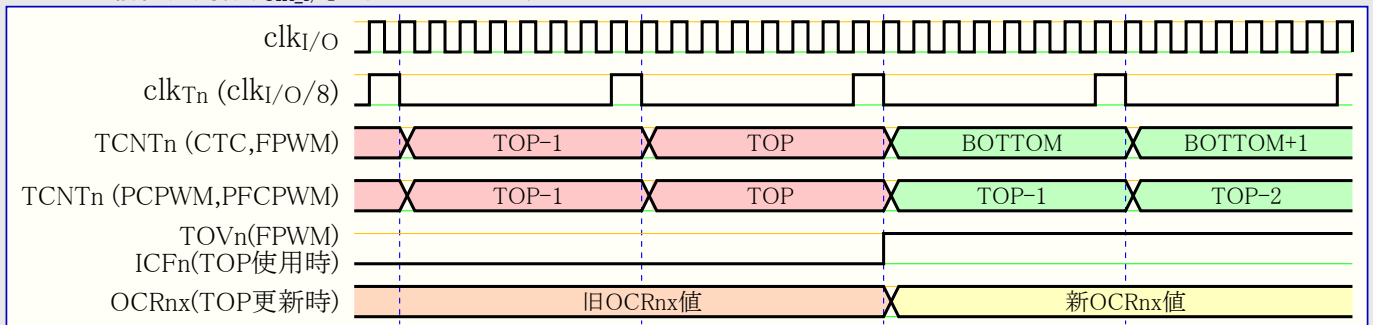 clkI/O
clkTn (clkI/O/8)
TCNTn (CTC,FPWM) TOP-1 TOP BOTTOM BOTTOM+1
TCNTn (PCPWM,PFCPWM) TOP-1 TOP TOP-1 TOP-2
TOVn(FPWM)
ICFn(TOP使用時)
OCRnx(TOP更新時) 旧OCRnx値 新OCRnx値